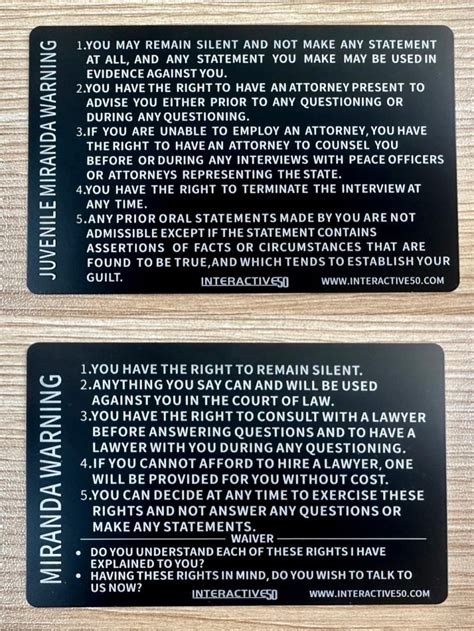 JUVENILE MIRANDA WARNING
1.YOU MAY REMAIN SILENT AND NOT MAKE ANY STATEMENT
AT ALL, AND ANY STATEMENT YOU MAKE MAY BE USED IN
EVIDENCE AGAINST YOU.
2.YOU HAVE THE RIGHT TO HAVE AN ATTORNEY PRESENT TO
ADVISE YOU EITHER PRIOR TO ANY QUESTIONING OR
DURING ANY QUESTIONING.
3.IF YOU ARE UNABLE TO EMPLOY AN ATTORNEY, YOU HAVE
THE RIGHT TO HAVE AN ATTORNEY TO COUNSEL YOU
BEFORE OR DURING ANY INTERVIEWS WITH PEACE OFFICERS
OR ATTORNEYS REPRESENTING THE STATE.
4.YOU HAVE THE RIGHT TO TERMINATE THE INTERVIEW AT
ANY TIME.
5.ANY PRIOR ORAL STATEMENTS MADE BY YOU ARE NOT
ADMISSIBLE EXCEPT IF THE STATEMENT CONTAINS
ASSERTIONS OF FACTS OR CIRCUMSTANCES THAT ARE
FOUND TO BE TRUE, AND WHICH TENDS TO ESTABLISH YOUR
GUILT.
INTERACTIVE50 WWW.INTERACTIVE50.COM
MIRANDA WARNING
1.YOU HAVE THE RIGHT TO REMAIN SILENT.
2.ANYTHING YOU SAY CAN AND WILL BE USED
AGAINST YOU IN THE COURT OF LAW.
3.YOU HAVE THE RIGHT TO CONSULT WITH A LAWYER
BEFORE ANSWERING QUESTIONS AND TO HAVE A
LAWYER WITH YOU DURING ANY QUESTIONING.
4.IF YOU CANNOT AFFORD TO HIRE A LAWYER, ONE
WILL BE PROVIDED FOR YOU WITHOUT COST.
5.YOU CAN DECIDE AT ANY TIME TO EXERCISE THESE
RIGHTS AND NOT ANSWER ANY QUESTIONS OR
MAKE ANY STATEMENTS.
WAIVER
• DO YOU UNDERSTAND EACH OF THESE RIGHTS I HAVE
EXPLAINED TO YOU?
• HAVING THESE RIGHTS IN MIND, DO YOU WISH TO TALK TO
US NOW?
INTERACTIVE50 WWW.INTERACTIVE50.COM